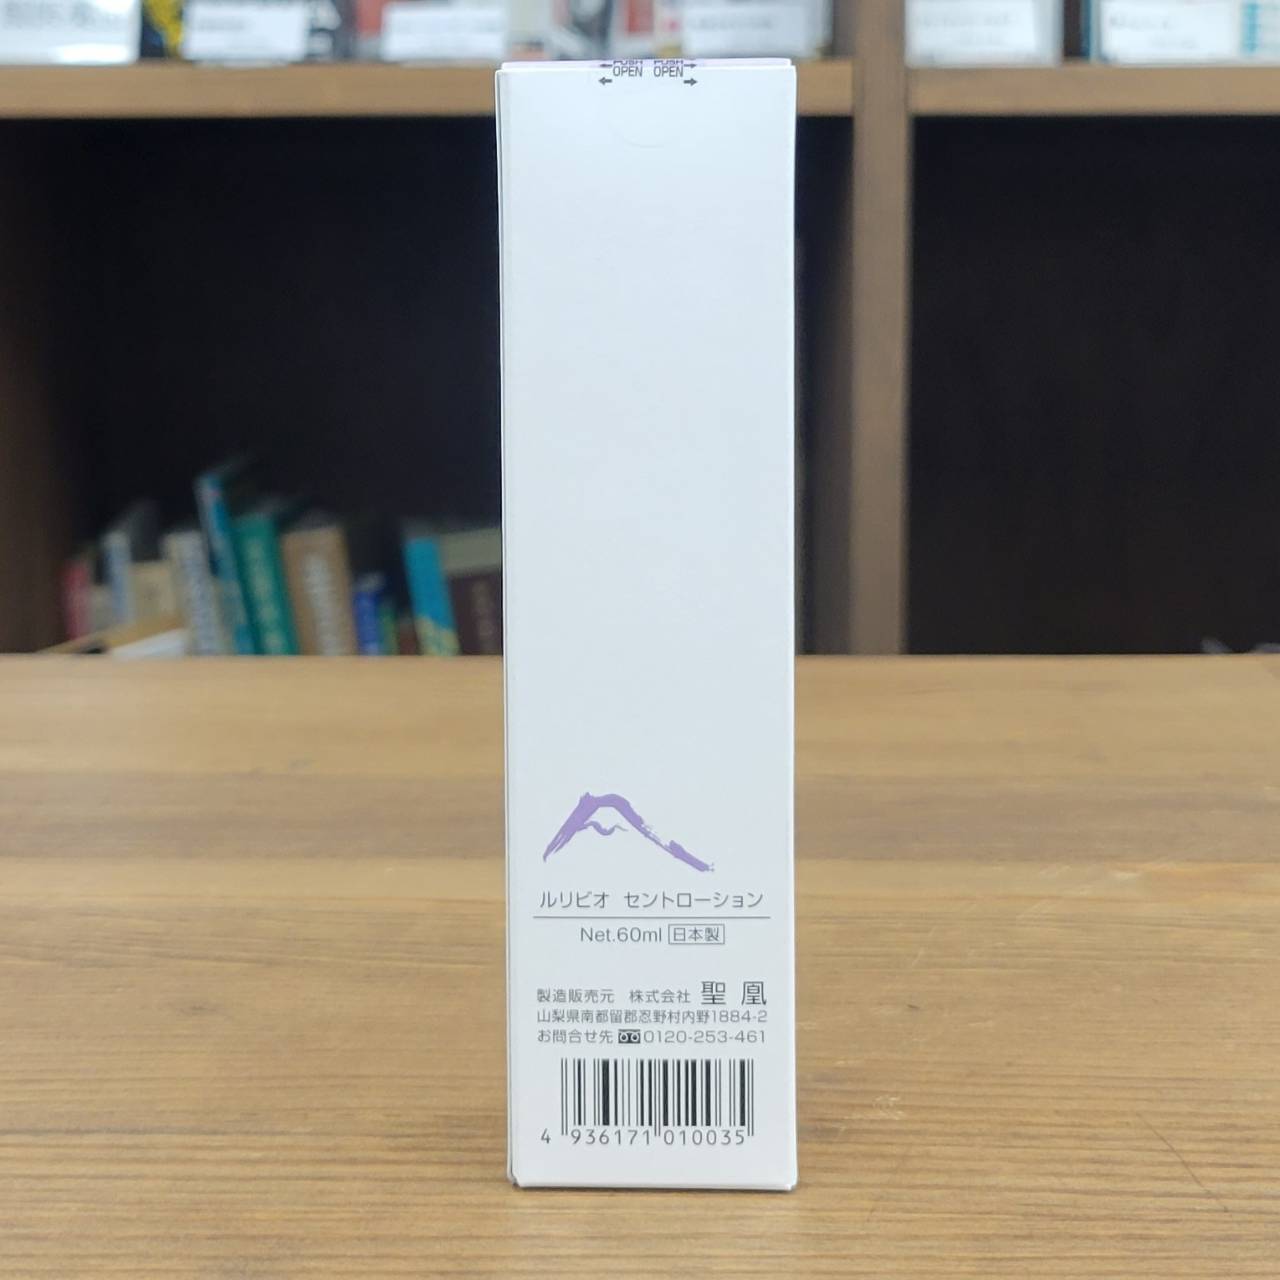 PUSH PUSH
OPEN OPEN
ルリビオ セントローション
Net.60ml 日本製
製造販売元 株式会社 聖凰
山梨県南都留郡忍野村内野1884-2
お問合せ先 0120-253-461
4 936171 010035